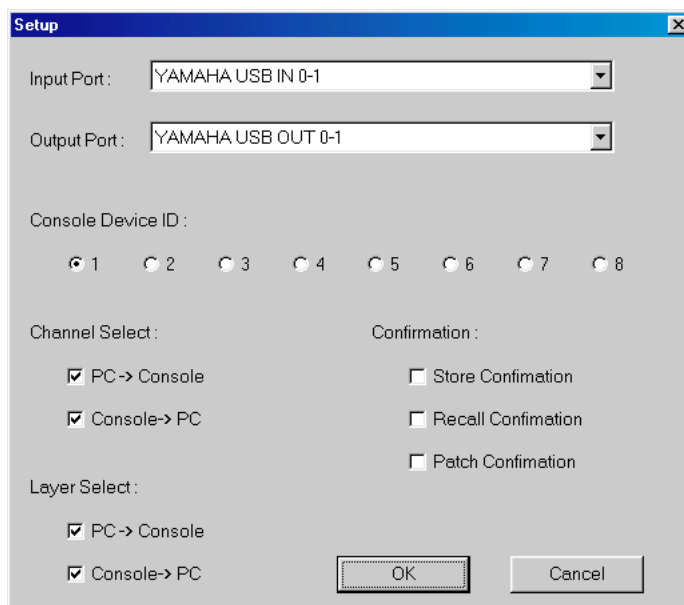 Setup
Input Port :
YAMAHA USB IN 0-1
Output Port :
YAMAHA USB OUT 0-1
Console Device ID :
1 2 3 4 5 6 7 8
Channel Select :
PC -> Console
Console-> PC
Confirmation :
Store Confimation
Recall Confimation
Patch Confimation
Layer Select :
PC -> Console
Console-> PC
OK
Cancel